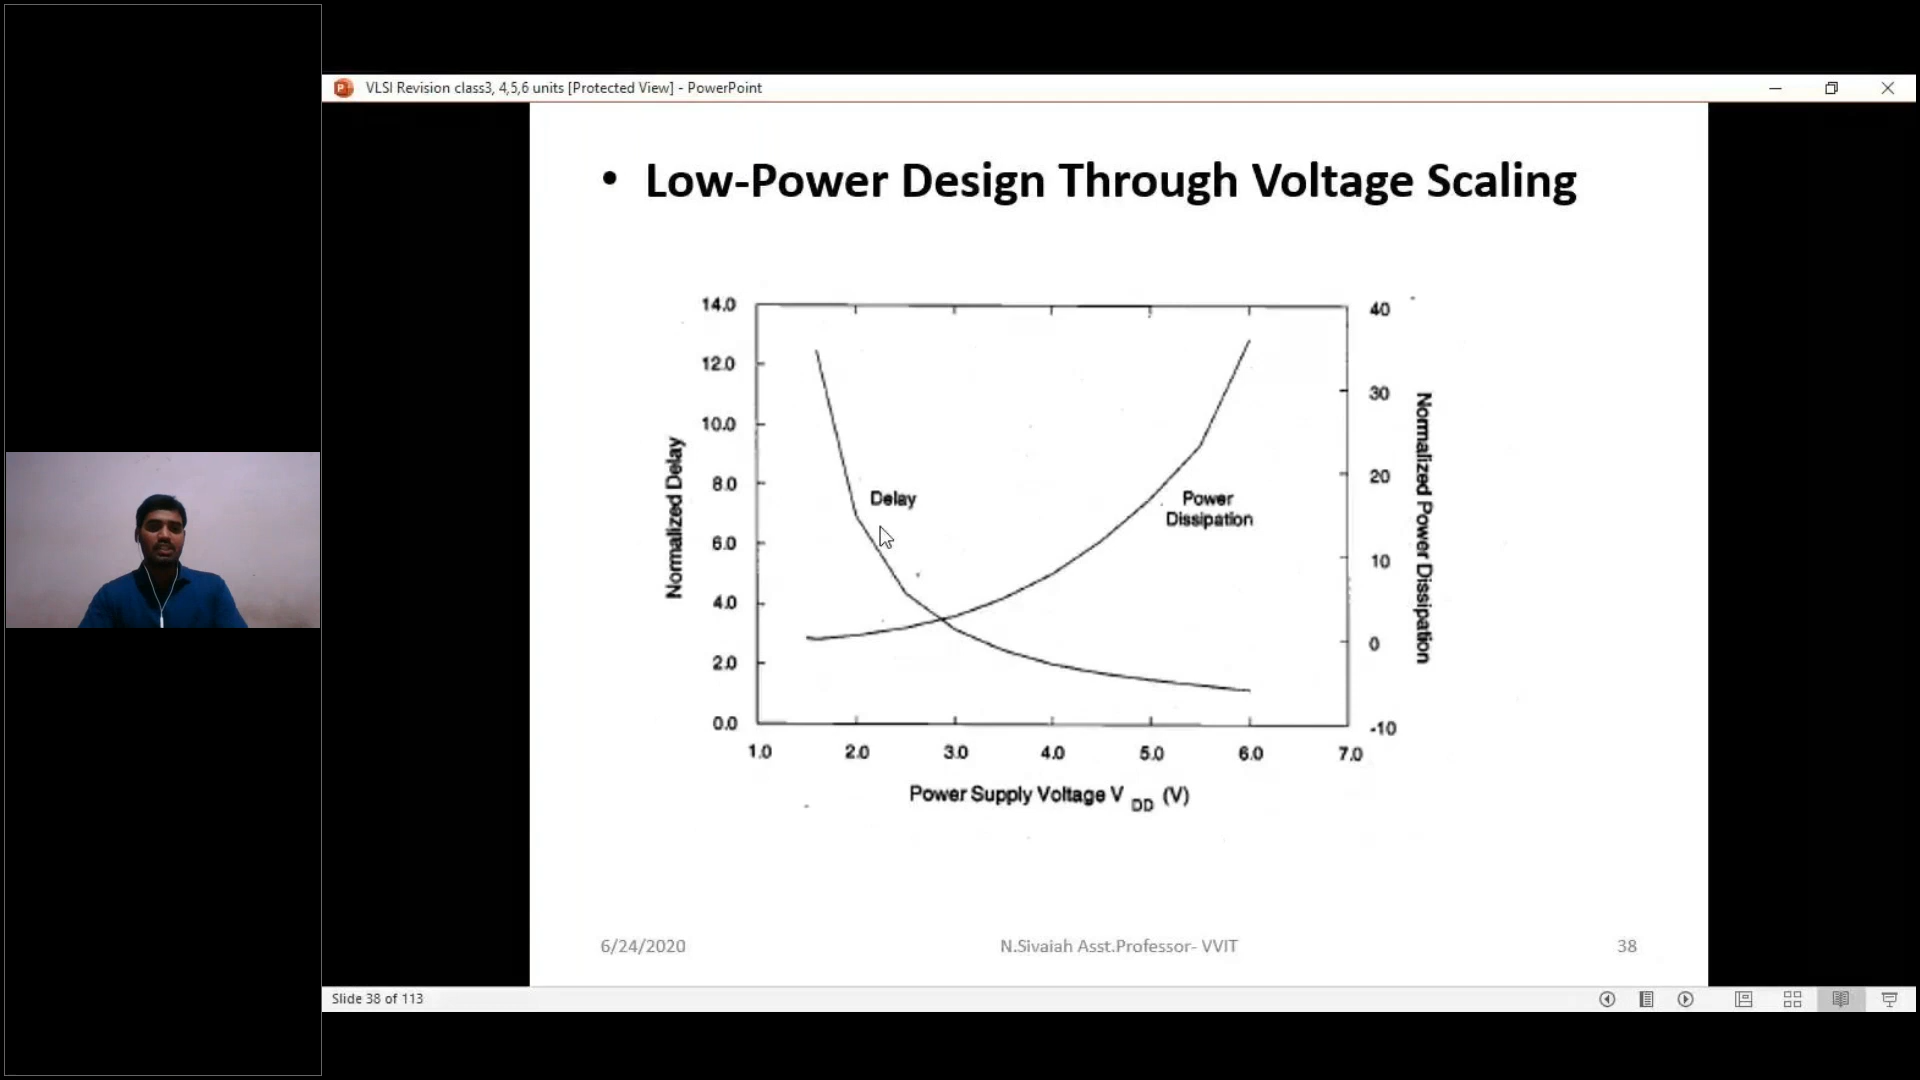 VLSI Revision class3, 4,5,6 units [Protected View] - PowerPoint
• Low-Power Design Through Voltage Scaling
14.0
12.0
10.0
8.0
6.0
4.0
2.0
0.0
Normalized Delay
Delay
Power
Dissipation
40
30
20
10
0
-10
Normalized Power Dissipation
1.0 2.0 3.0 4.0 5.0 6.0 7.0
Power Supply Voltage V DD (V)
6/24/2020 N.Sivaiah Asst.Professor- VVIT 38
Slide 38 of 113